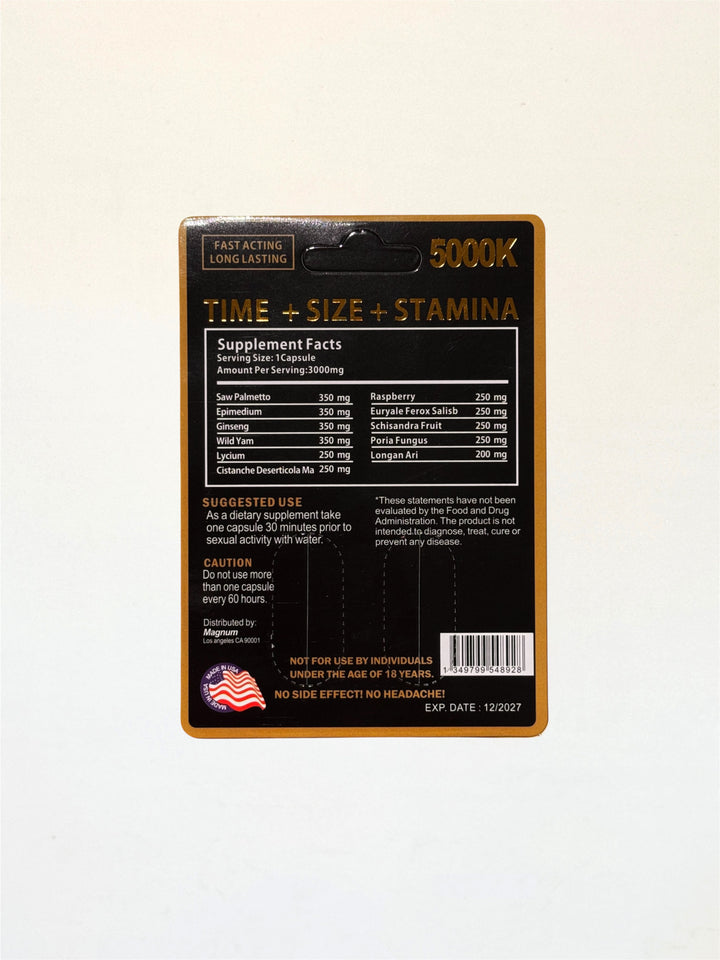 FAST ACTING
LONG LASTING
5000K
TIME + SIZE + STAMINA
Supplement Facts
Serving Size: 1Capsule
Amount Per Serving:3000mg
Saw Palmetto 350 mg
Epimedium 350 mg
Ginseng 350 mg
Wild Yam 350 mg
Lycium 250 mg
Cistanche Deserticola Ma 250 mg
Raspberry 250 mg
Euryale Ferox Salisb 250 mg
Schisandra Fruit 250 mg
Poria Fungus 250 mg
Longan Ari 200 mg
SUGGESTED USE
As a dietary supplement take
one capsule 30 minutes prior to
sexual activity with water.
*These statements have not been
evaluated by the Food and Drug
Administration. The product is not
intended to diagnose, treat, cure or
prevent any disease.
CAUTION
Do not use more
than one capsule
every 60 hours.
Distributed by:
Magnum
Los angeles CA 90001
MADE IN USA
MADE IN USA
NOT FOR USE BY INDIVIDUALS
UNDER THE AGE OF 18 YEARS.
NO SIDE EFFECT! NO HEADACHE!
1 349799 548928
EXP. DATE : 12/2027